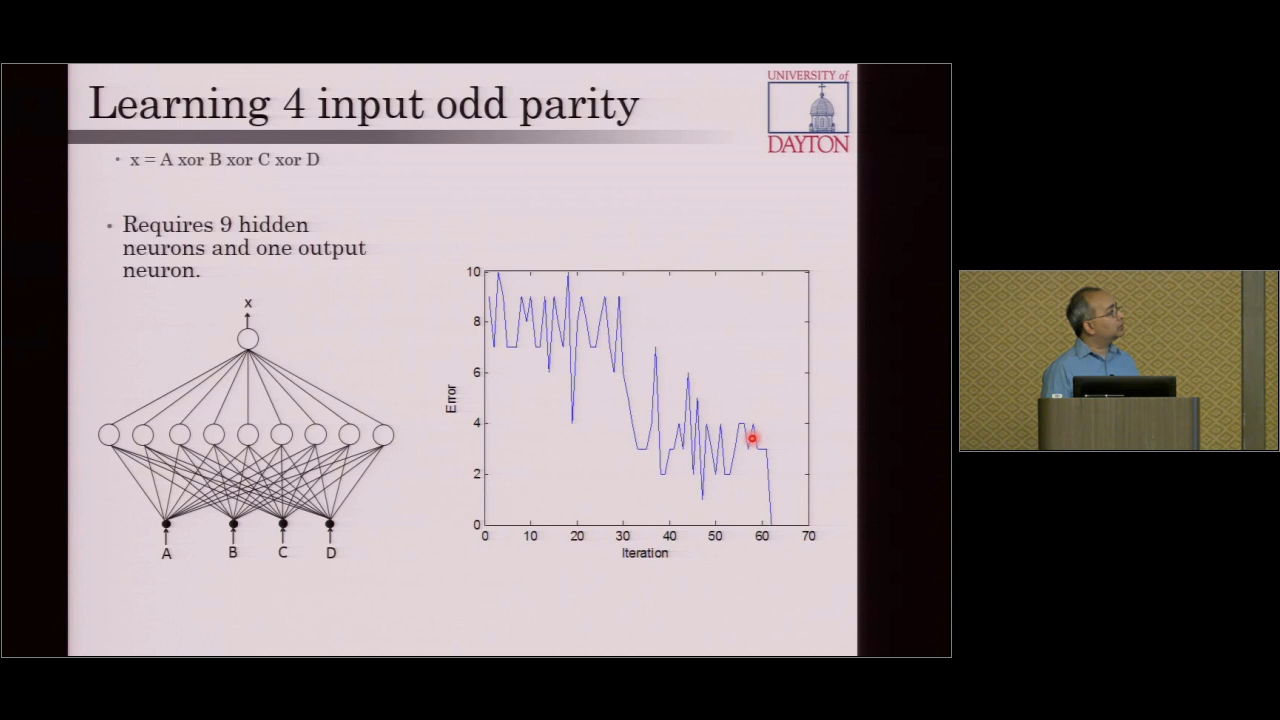 Learning 4 input odd parity
UNIVERSITY of
DAYTON
• x = A xor B xor C xor D
• Requires 9 hidden
neurons and one output
neuron.
x
A B C D
10
8
6
4
2
0
Error
0 10 20 30 40 50 60 70
Iteration